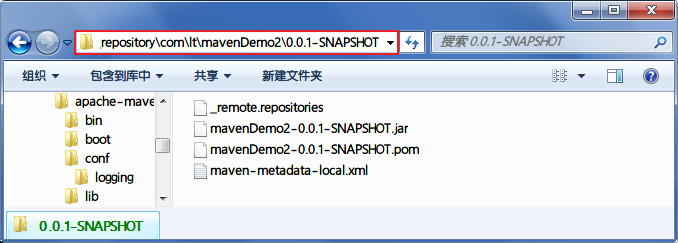 _repository\com\lt\mavenDemo2\0.0.1-SNAPSHOT
搜索 0.0.1-SNAPSHOT
组织 包含到库中 共享 新建文件夹
apache-mave
bin
boot
conf
logging
lib
_remote.repositories
mavenDemo2-0.0.1-SNAPSHOT.jar
mavenDemo2-0.0.1-SNAPSHOT.pom
maven-metadata-local.xml
0.0.1-SNAPSHOT